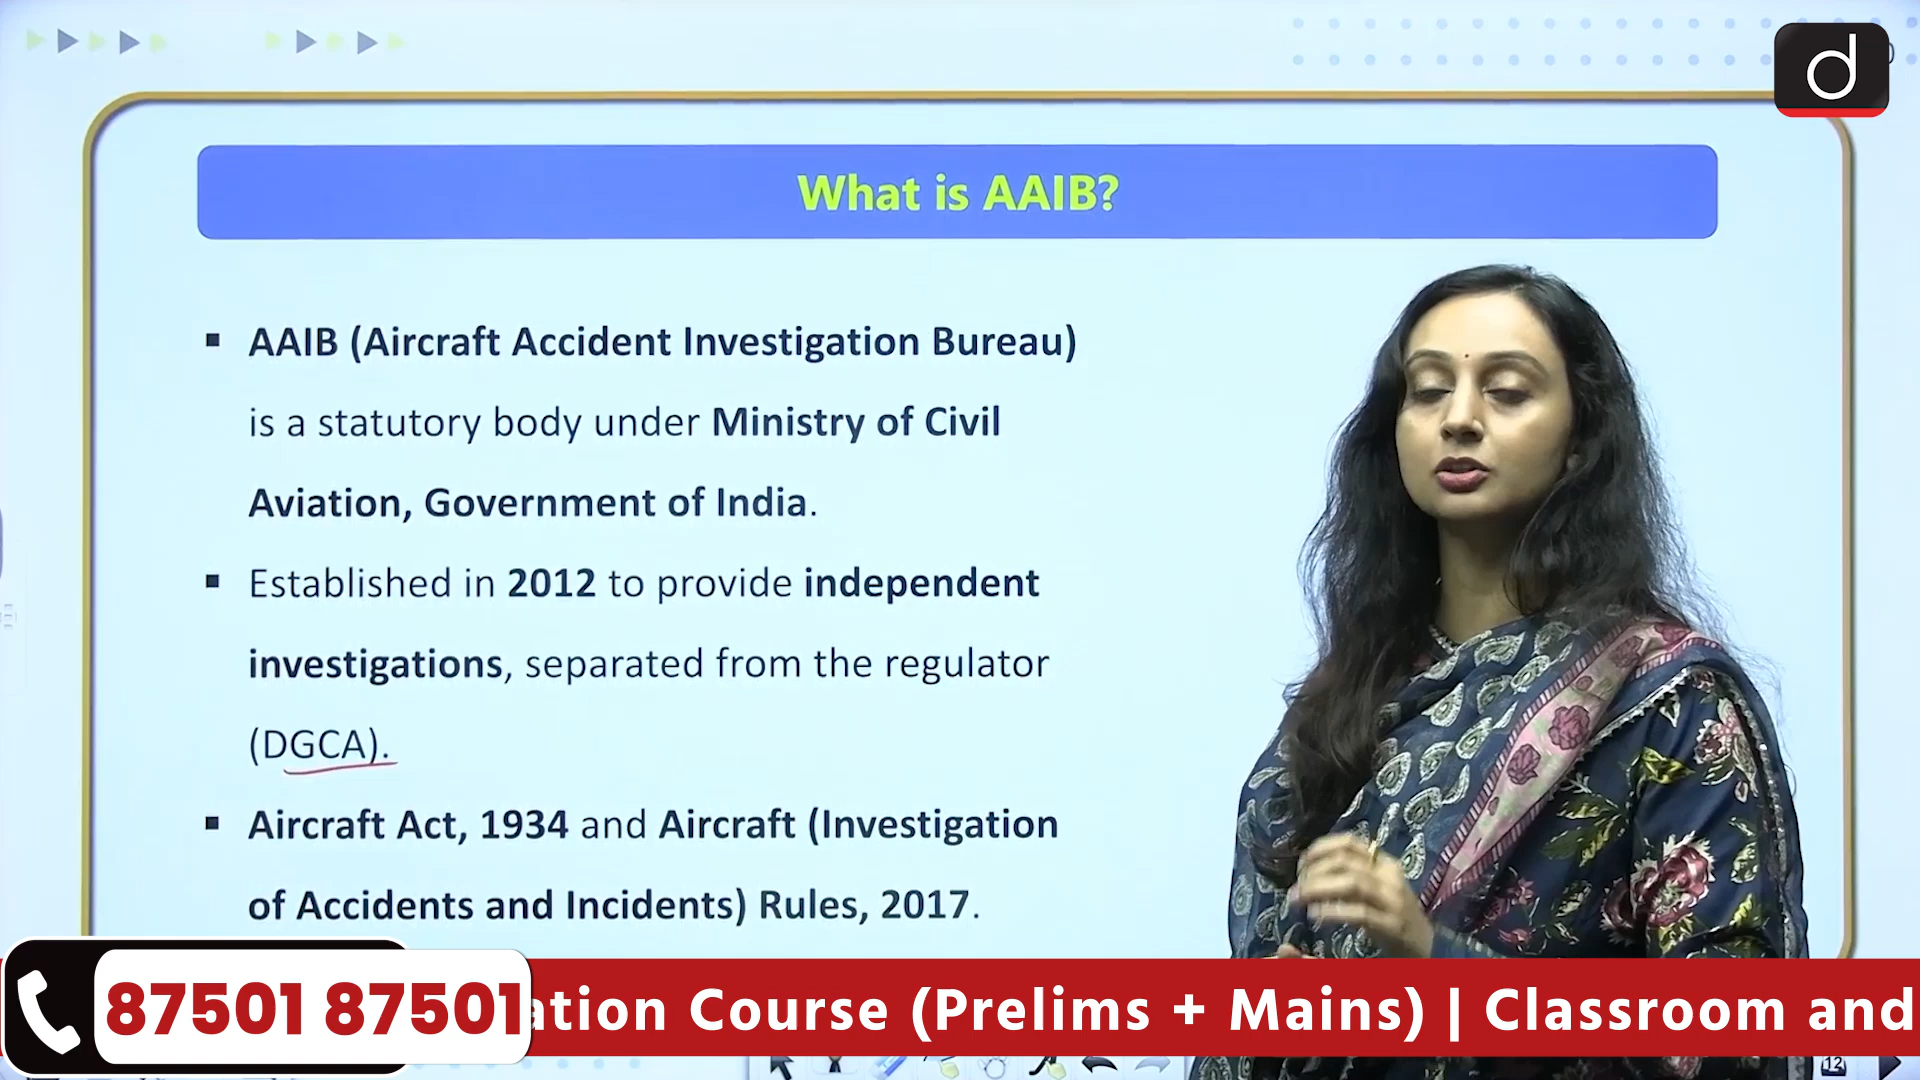 d
What is AAIB?
▪ AAIB (Aircraft Accident Investigation Bureau)
is a statutory body under Ministry of Civil
Aviation, Government of India.
▪ Established in 2012 to provide independent
investigations, separated from the regulator
(DGCA).
▪ Aircraft Act, 1934 and Aircraft (Investigation
of Accidents and Incidents) Rules, 2017.
87501 87501
ation Course (Prelims + Mains) | Classroom and
12